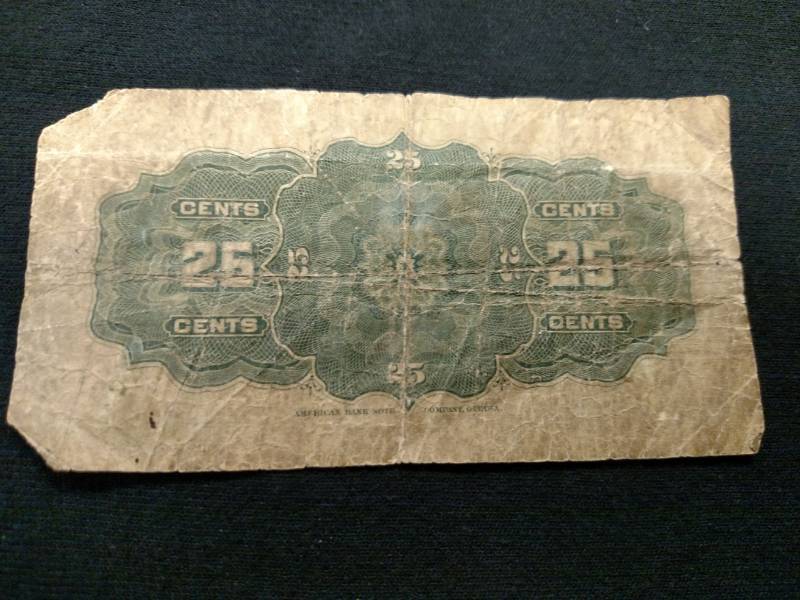 25
CENTS CENTS
25 25 25 25
CENTS CENTS
25
AMERICAN BANK NOTE COMPANY, OTTAWA.